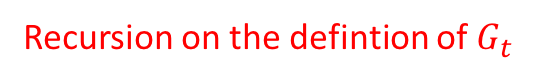 Recursion on the defintion of $G_t$